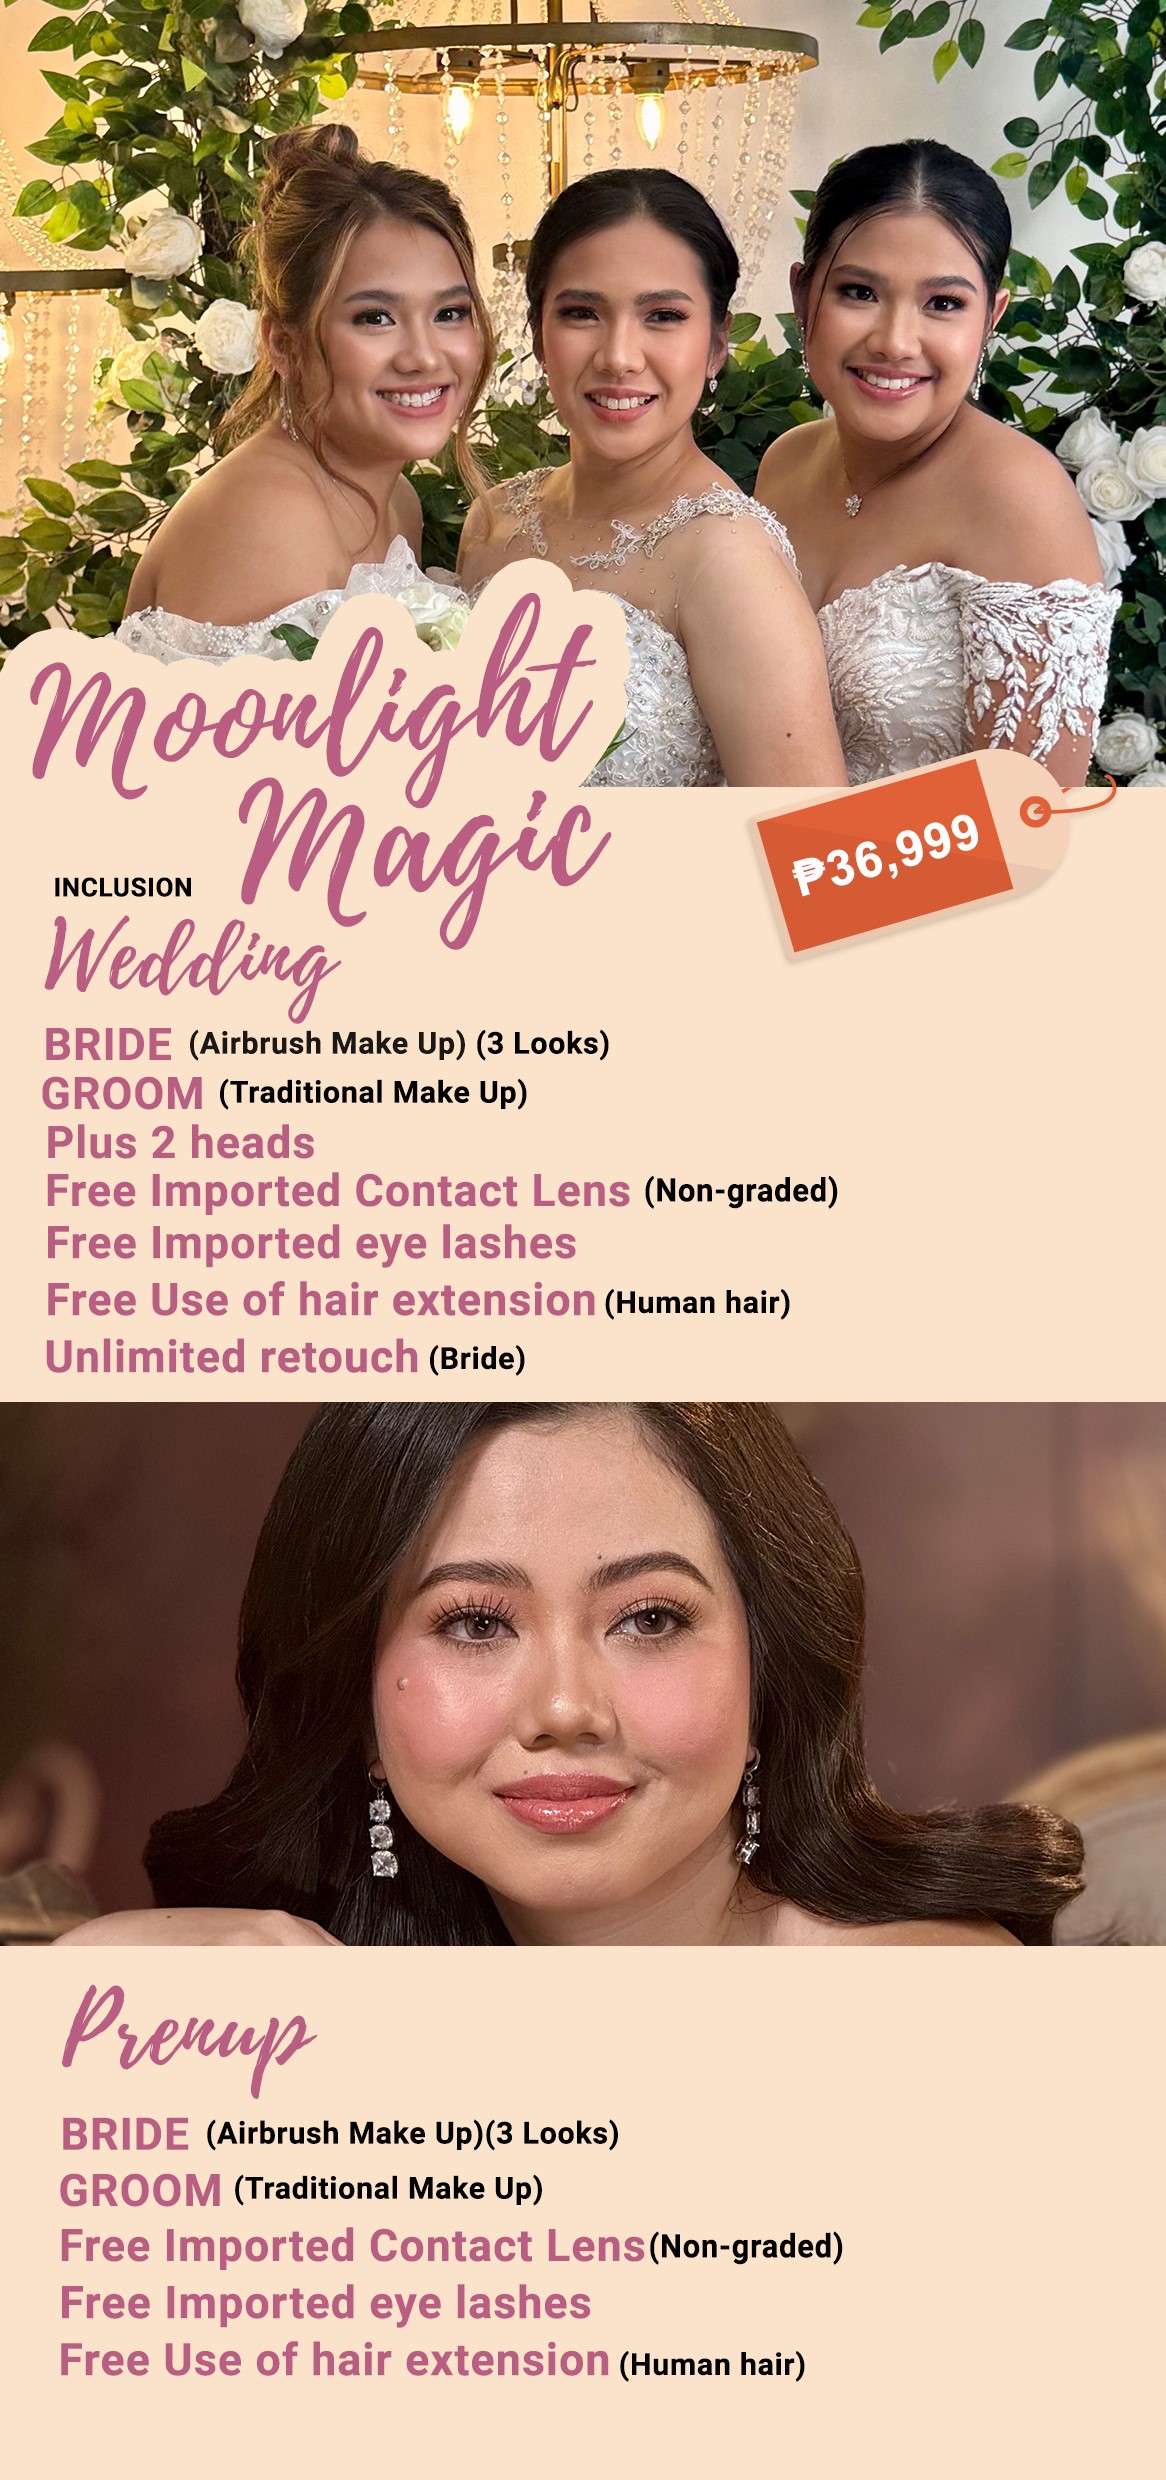 Moonlight
Magic
₱36,999
INCLUSION
Wedding
BRIDE (Airbrush Make Up) (3 Looks)
GROOM (Traditional Make Up)
Plus 2 heads
Free Imported Contact Lens (Non-graded)
Free Imported eye lashes
Free Use of hair extension (Human hair)
Unlimited retouch (Bride)
Prenup
BRIDE (Airbrush Make Up)(3 Looks)
GROOM (Traditional Make Up)
Free Imported Contact Lens(Non-graded)
Free Imported eye lashes
Free Use of hair extension (Human hair)